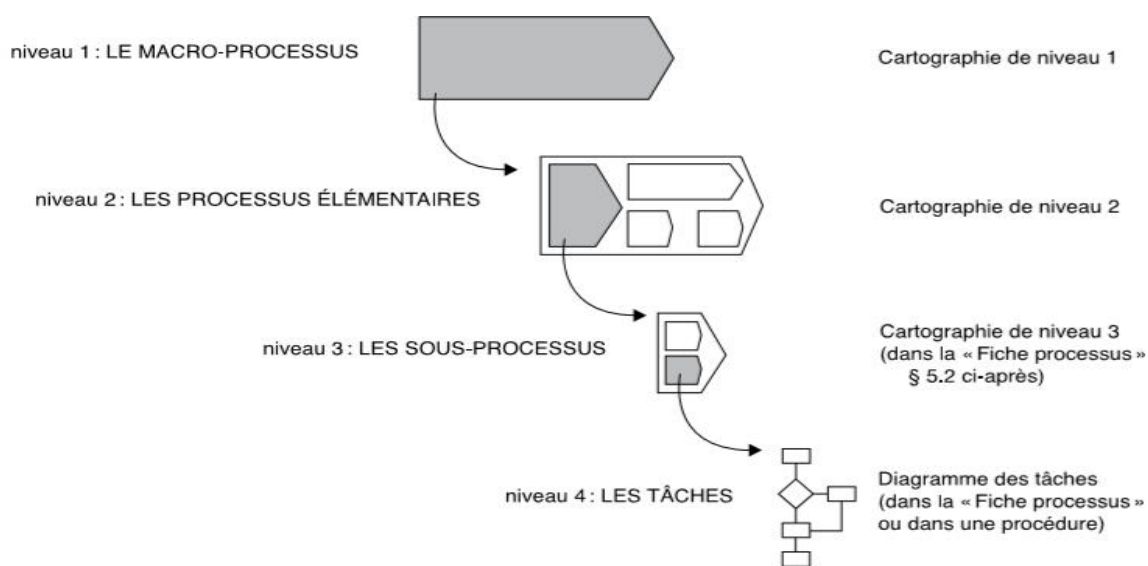 niveau 1 : LE MACRO-PROCESSUS
Cartographie de niveau 1
niveau 2 : LES PROCESSUS ÉLÉMENTAIRES
Cartographie de niveau 2
niveau 3 : LES SOUS-PROCESSUS
Cartographie de niveau 3
(dans la « Fiche processus »
§ 5.2 ci-après)
niveau 4 : LES TÂCHES
Diagramme des tâches
(dans la « Fiche processus »
ou dans une procédure)